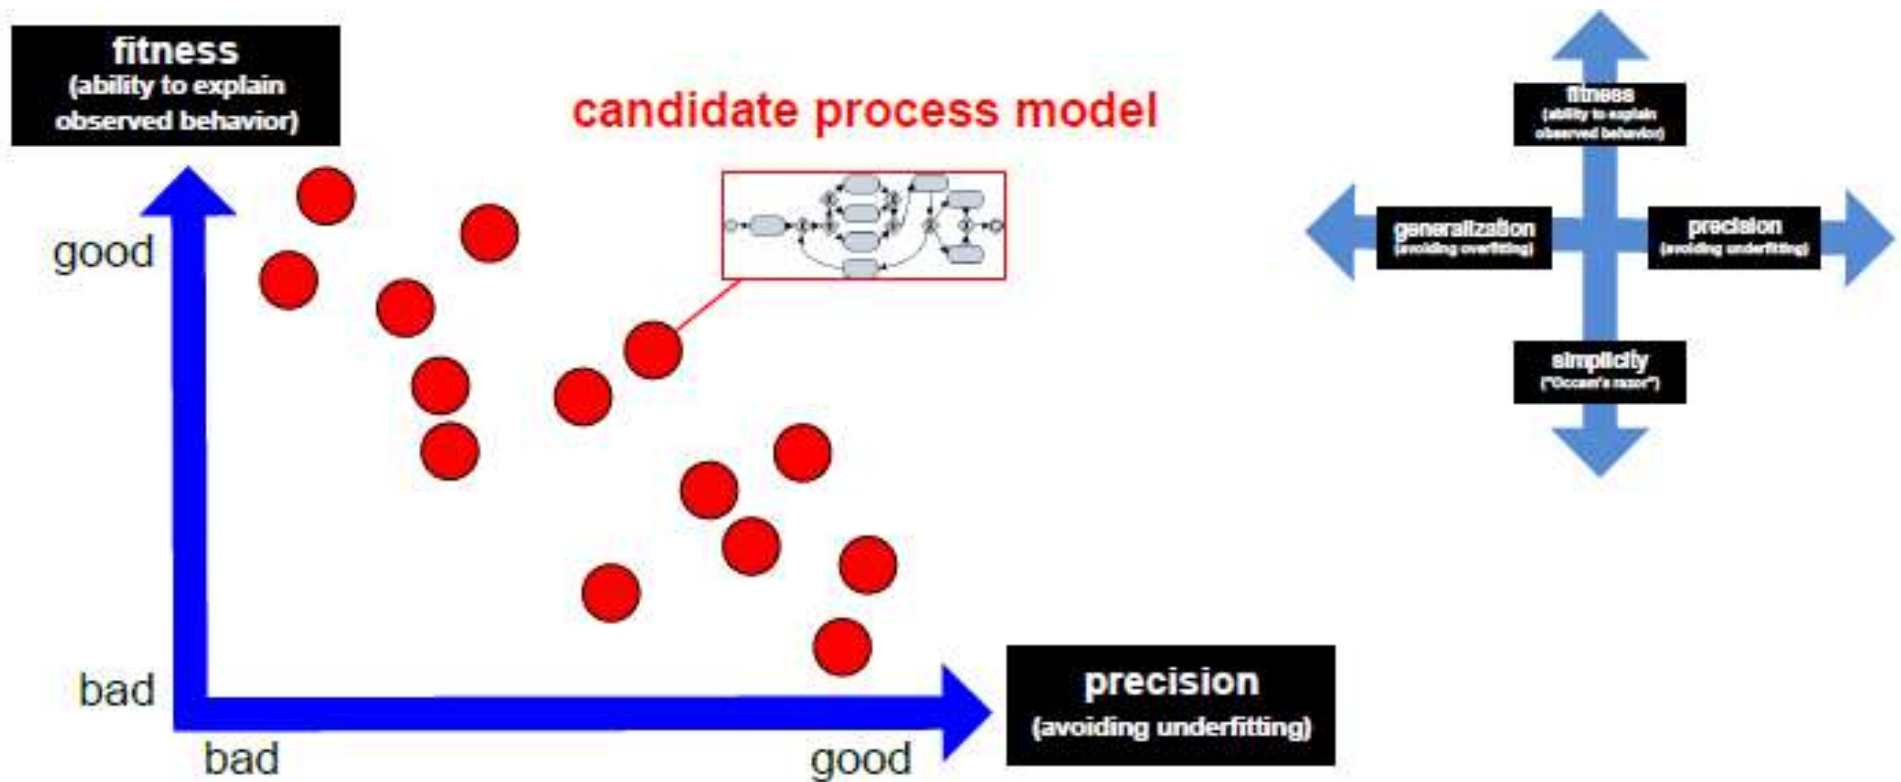 fitness
(ability to explain
observed behavior)
candidate process model
good
bad
bad
good
precision
(avoiding underfitting)
fitness
(ability to explain
observed behavior)
generalization
(avoiding overfitting)
precision
(avoiding underfitting)
simplicity
("Occam's razor")